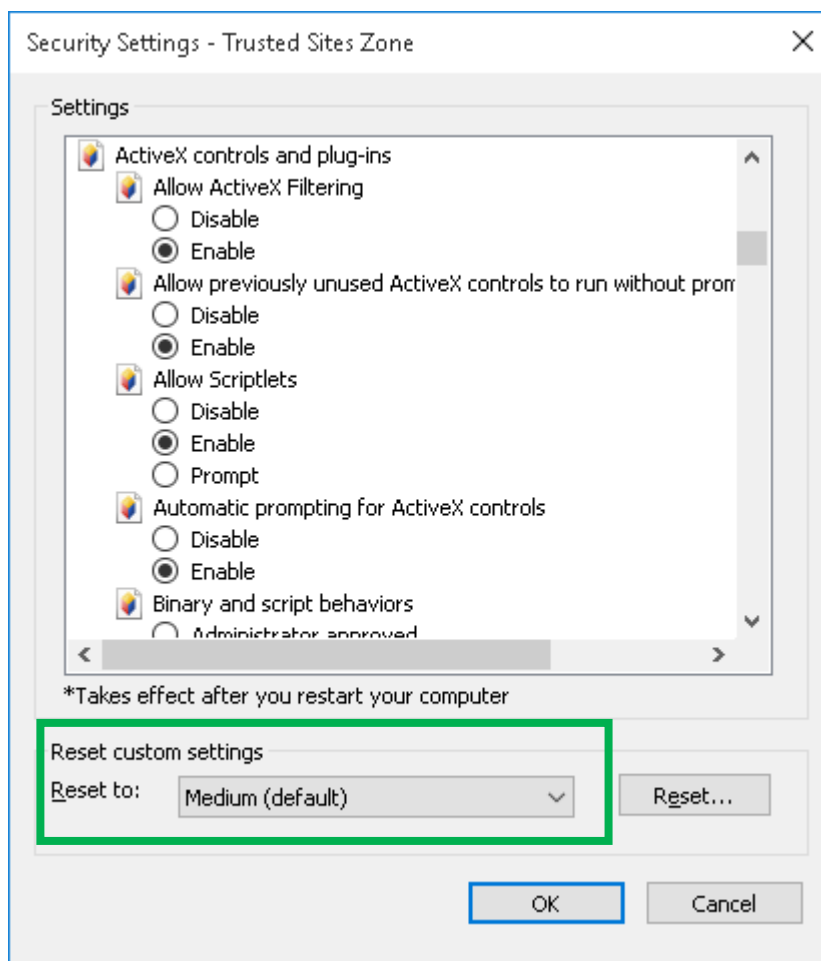 Security Settings - Trusted Sites Zone
Settings
ActiveX controls and plug-ins
Allow ActiveX Filtering
Disable
Enable
Allow previously unused ActiveX controls to run without prom
Disable
Enable
Allow Scriptlets
Disable
Enable
Prompt
Automatic prompting for ActiveX controls
Disable
Enable
Binary and script behaviors
Administrator approved
*Takes effect after you restart your computer
Reset custom settings
Reset to: Medium (default) Reset...
OK Cancel